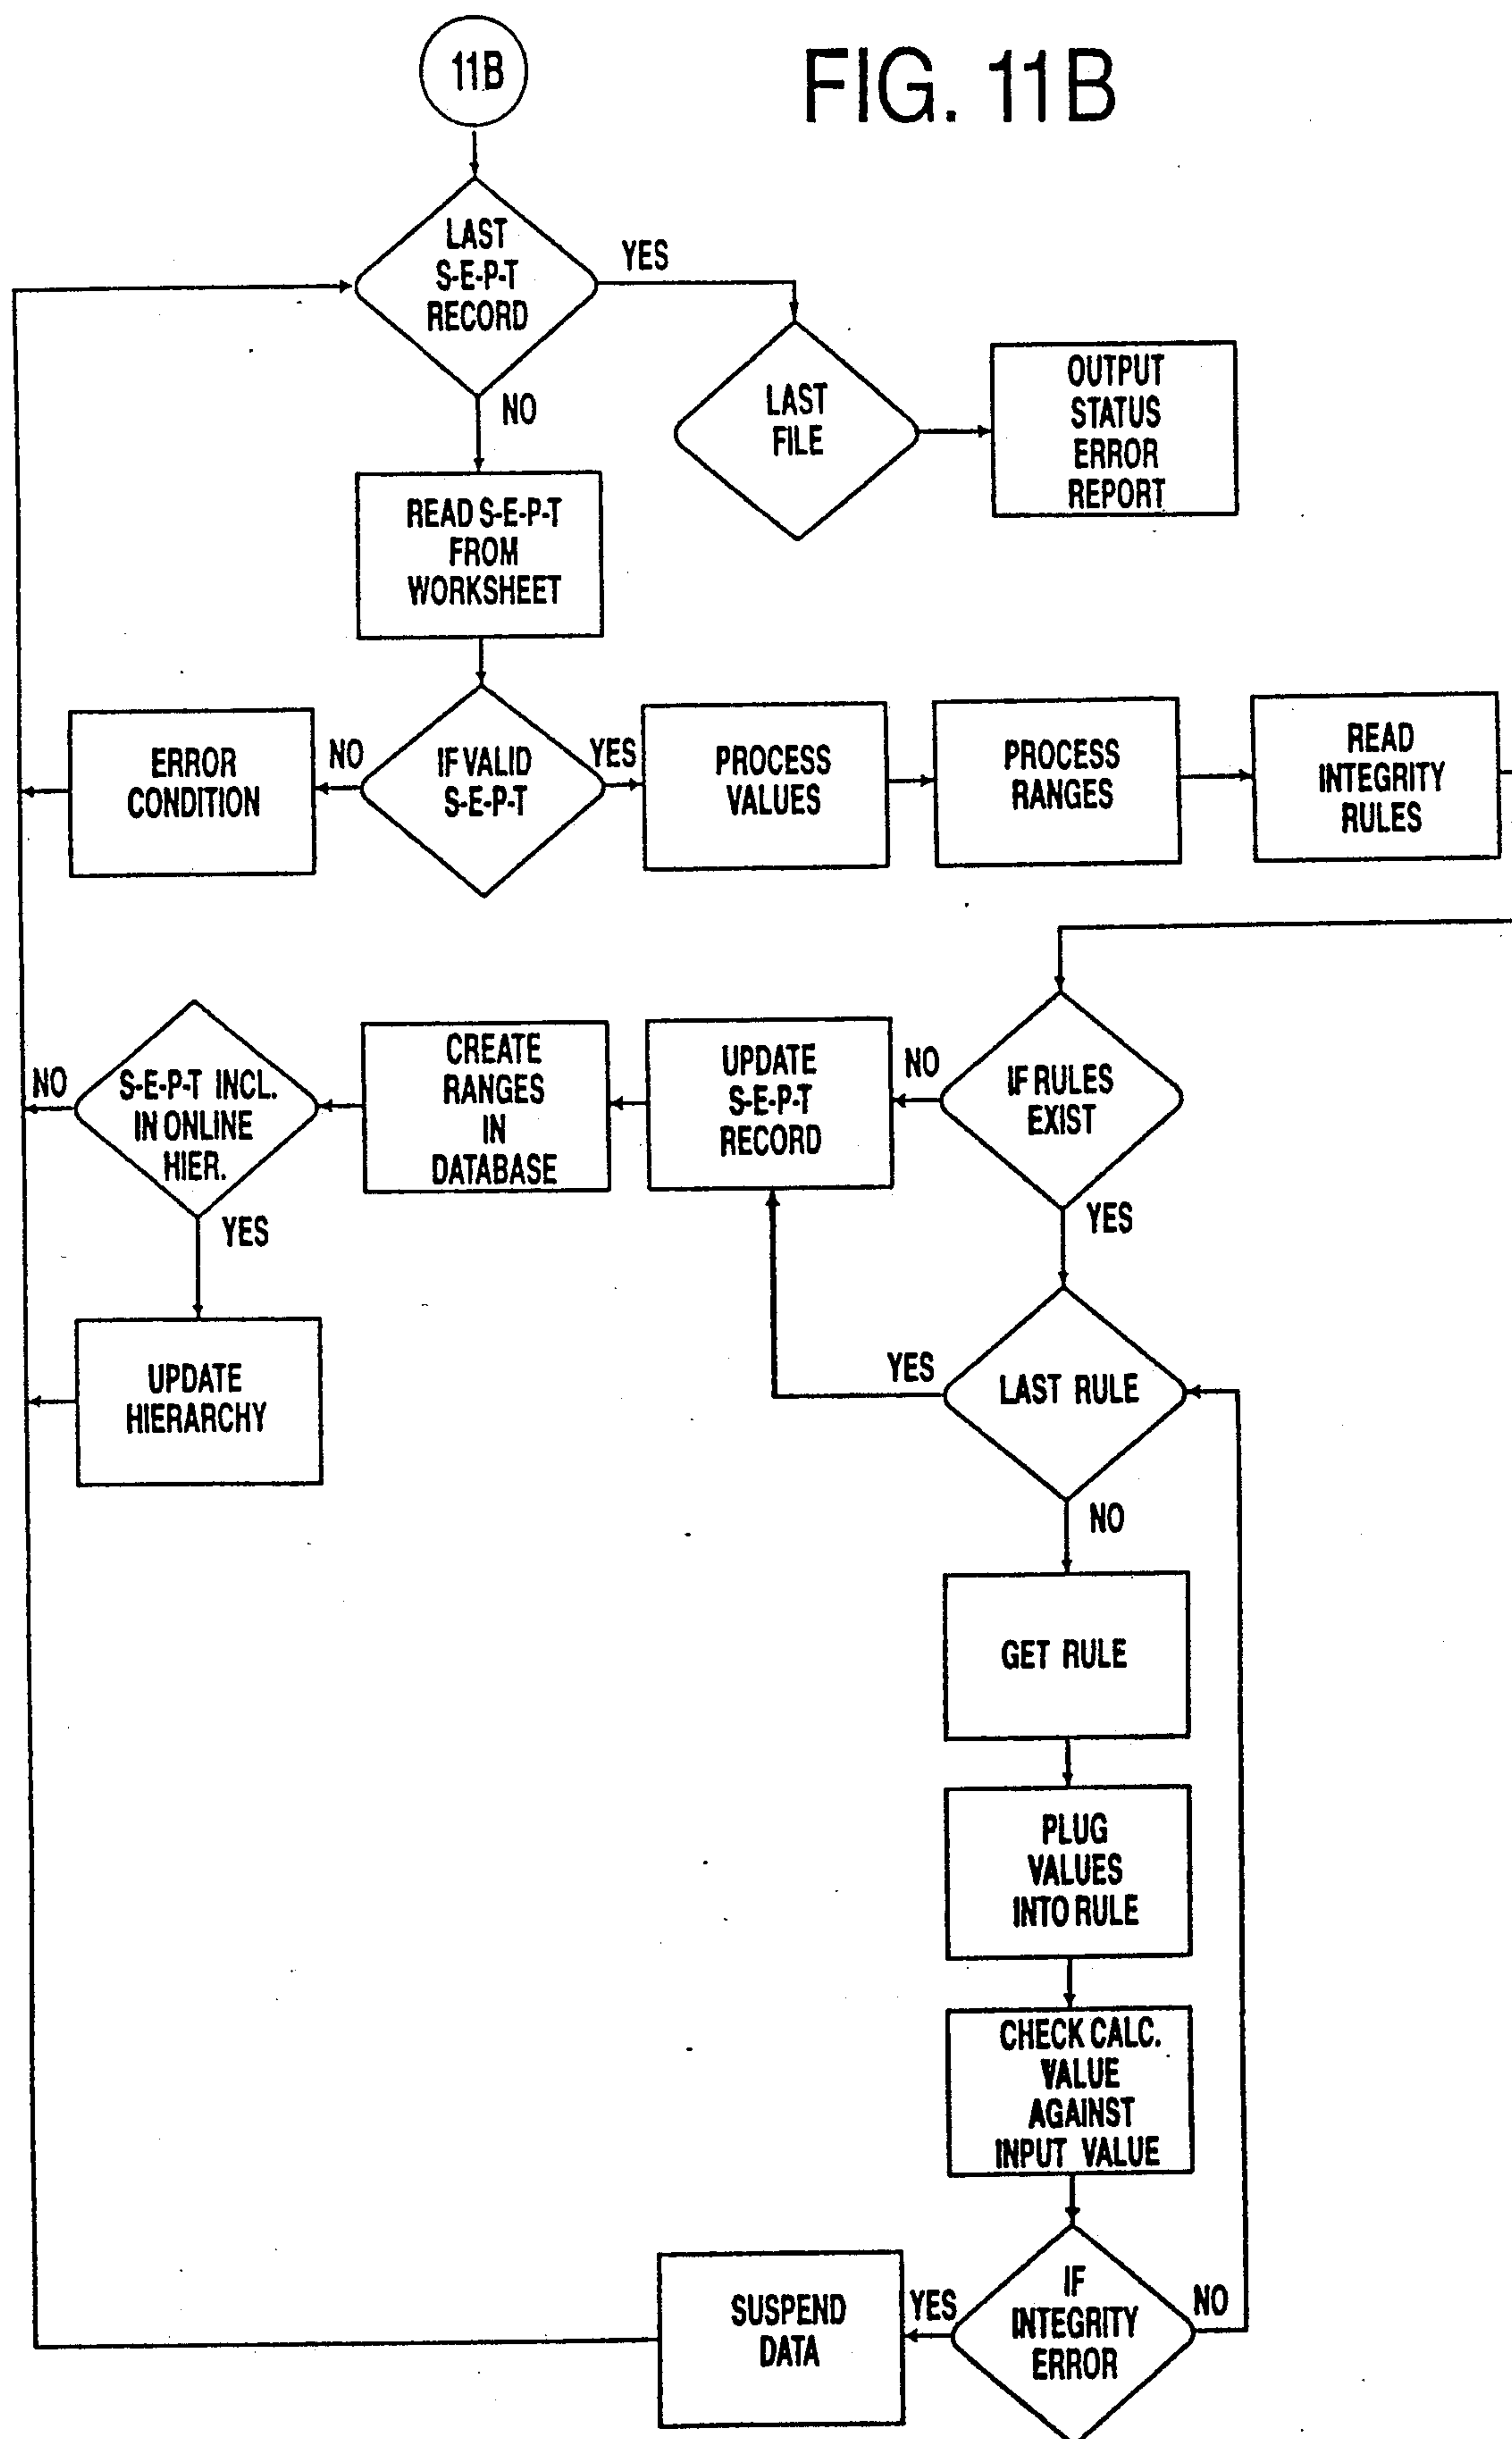 11B
FIG. 11B
LAST
S-E-P-T
RECORD
YES
NO
LAST
FILE
OUTPUT
STATUS
ERROR
REPORT
READ S-E-P-T
FROM
WORKSHEET
ERROR
CONDITION
NO
IF VALID
S-E-P-T
YES
PROCESS
VALUES
PROCESS
RANGES
READ
INTEGRITY
RULES
NO
S-E-P-T INCL.
IN ONLINE
HIER.
YES
CREATE
RANGES
IN
DATABASE
UPDATE
S-E-P-T
RECORD
NO
IF RULES
EXIST
YES
UPDATE
HIERARCHY
YES
LAST RULE
NO
GET RULE
PLUG
VALUES
INTO RULE
CHECK CALC.
VALUE
AGAINST
INPUT VALUE
SUSPEND
DATA
YES
IF
INTEGRITY
ERROR
NO